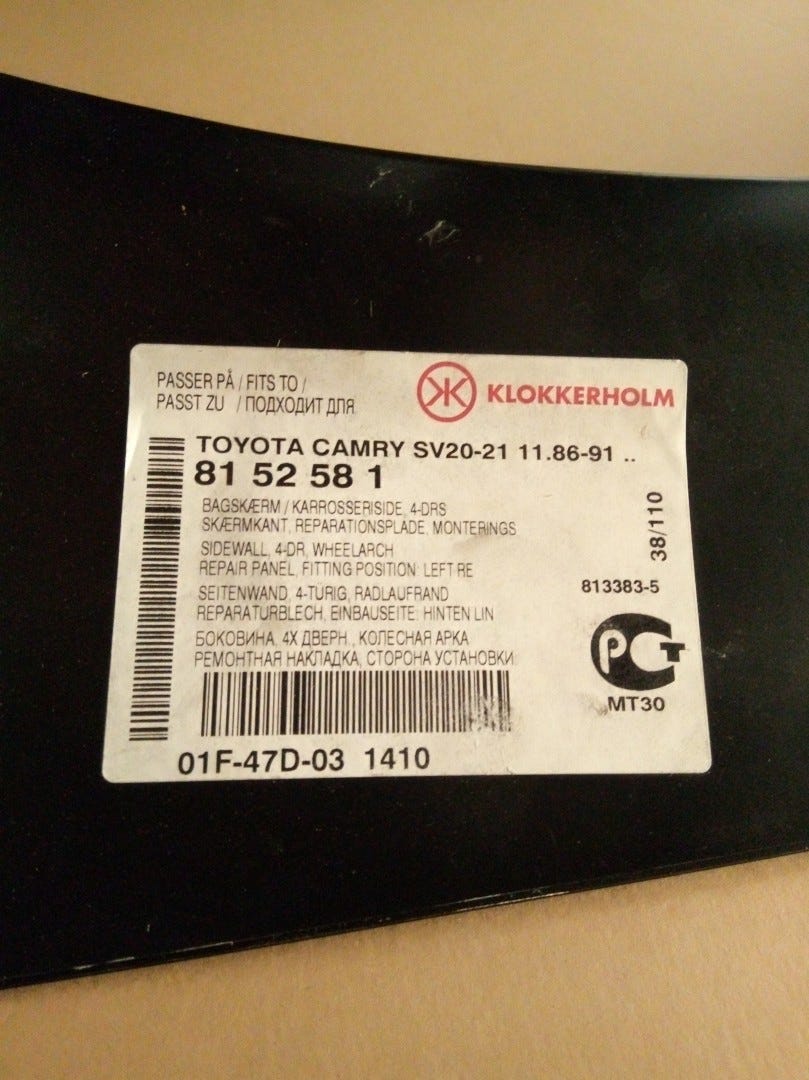 PASSER PÅ / FITS TO /
PASST ZU / ПОДХОДИТ ДЛЯ
KLOKKERHOLM
TOYOTA CAMRY SV20-21 11.86-91 ..
81 52 58 1
BAGSKÆRM / KARROSSERISIDE, 4-DRS
SKÆRMKANT, REPARATIONSPLADE, MONTERINGS
SIDEWALL, 4-DR, WHEELARCH
REPAIR PANEL, FITTING POSITION: LEFT RE
SEITENWAND, 4-TÜRIG, RADLAUFRAND
REPARATURBLECH, EINBAUSEITE: HINTEN LIN
БОКОВИНА, 4X ДВЕРН., КОЛЕСНАЯ АРКА
РЕМОНТНАЯ НАКЛАДКА, СТОРОНА УСТАНОВКИ
38/110
813383-5
РСТ
MT30
01F-47D-03 1410